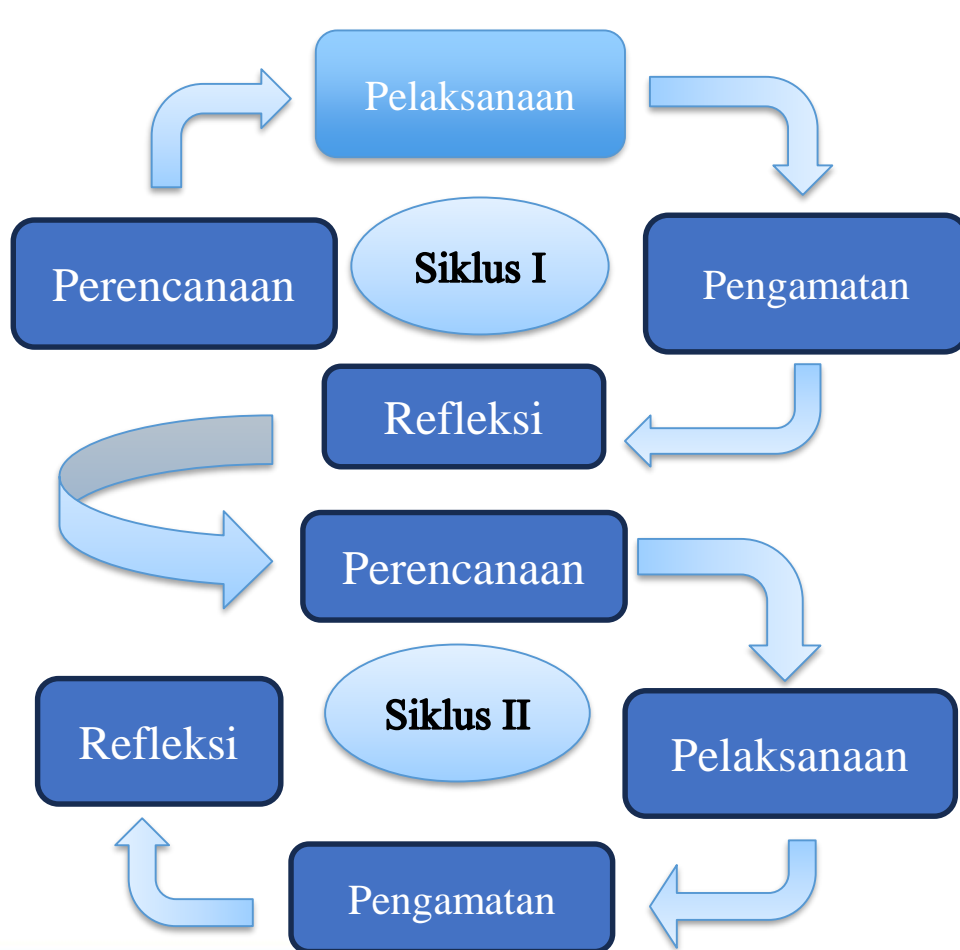 Pelaksanaan
Perencanaan
Siklus I
Pengamatan
Refleksi
Perencanaan
Siklus II
Refleksi
Pelaksanaan
Pengamatan